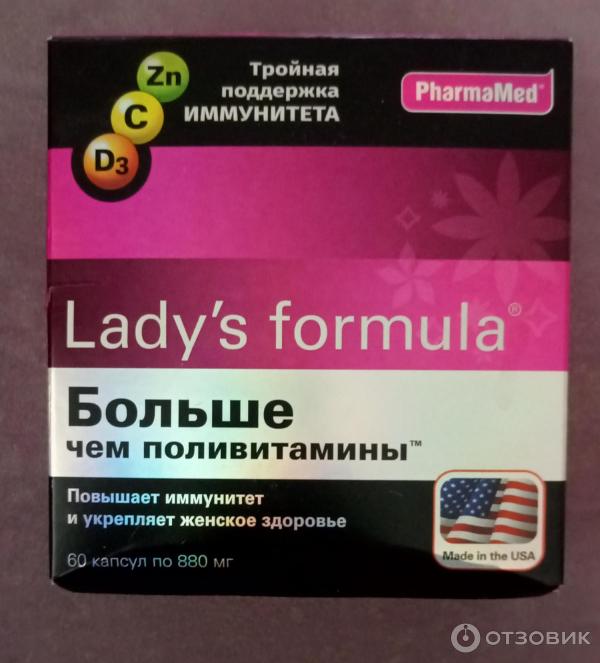 Zn
C
D3
Тройная
поддержка
ИММУНИТЕТА
PharmaMed®
Lady's formula®
Больше
чем поливитамины™
Повышает иммунитет
и укрепляет женское здоровье
60 капсул по 880 мг
Made in the USA
ОТЗОВИК